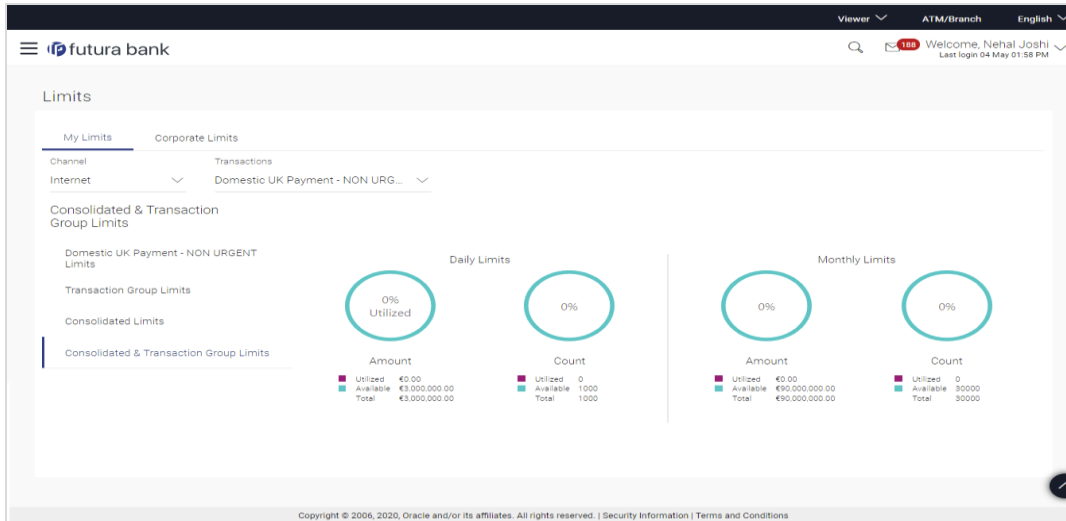 Viewer ATM/Branch English
futura bank
188 Welcome, Nehal Joshi
Last login 04 May 01:58 PM
Limits
My Limits Corporate Limits
Channel Transactions
Internet Domestic UK Payment - NON URG...
Consolidated & Transaction
Group Limits
Domestic UK Payment - NON URGENT
Limits
Transaction Group Limits
Consolidated Limits
Consolidated & Transaction Group Limits
Daily Limits
0%
Utilized
0%
Amount Count
Utilized €0.00 Utilized 0
Available €3,000,000.00 Available 1000
Total €3,000,000.00 Total 1000
Monthly Limits
0% 0%
Amount Count
Utilized €0.00 Utilized 0
Available €90,000,000.00 Available 30000
Total €90,000,000.00 Total 30000
Copyright © 2006, 2020, Oracle and/or its affiliates. All rights reserved. | Security Information | Terms and Conditions